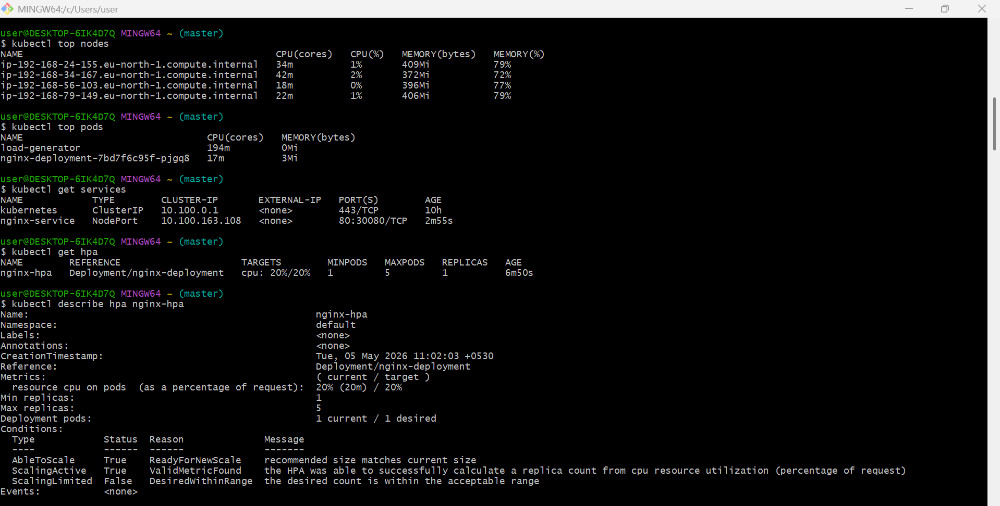 MINGW64:/c/Users/user
user@DESKTOP-6IK4D7Q MINGW64 ~ (master)
$ kubectl top nodes
NAME                                            CPU(cores)   CPU(%)   MEMORY(bytes)   MEMORY(%)
ip-192-168-24-155.eu-north-1.compute.internal   34m          1%       409Mi           79%
ip-192-168-34-167.eu-north-1.compute.internal   42m          2%       372Mi           72%
ip-192-168-56-103.eu-north-1.compute.internal   18m          0%       396Mi           77%
ip-192-168-79-149.eu-north-1.compute.internal   22m          1%       406Mi           79%
user@DESKTOP-6IK4D7Q MINGW64 ~ (master)
$ kubectl top pods
NAME                                CPU(cores)   MEMORY(bytes)
load-generator                      194m         0Mi
nginx-deployment-7bd7f6c95f-pjgq8   17m          3Mi
user@DESKTOP-6IK4D7Q MINGW64 ~ (master)
$ kubectl get services
NAME            TYPE        CLUSTER-IP       EXTERNAL-IP   PORT(S)        AGE
kubernetes      ClusterIP   10.100.0.1       <none>        443/TCP        10h
nginx-service   NodePort    10.100.163.108   <none>        80:30080/TCP   2m55s
user@DESKTOP-6IK4D7Q MINGW64 ~ (master)
$ kubectl get hpa
NAME        REFERENCE                     TARGETS        MINPODS   MAXPODS   REPLICAS   AGE
nginx-hpa   Deployment/nginx-deployment   cpu: 20%/20%   1         5         1          6m50s
user@DESKTOP-6IK4D7Q MINGW64 ~ (master)
$ kubectl describe hpa nginx-hpa
Name:                                                  nginx-hpa
Namespace:                                             default
Labels:                                                <none>
Annotations:                                           <none>
CreationTimestamp:                                     Tue, 05 May 2026 11:02:03 +0530
Reference:                                             Deployment/nginx-deployment
Metrics:                                               ( current / target )
  resource cpu on pods  (as a percentage of request):  20% (20m) / 20%
Min replicas:                                          1
Max replicas:                                          5
Deployment pods:                                       1 current / 1 desired
Conditions:
  Type            Status  Reason              Message
  ----            ------  ------              -------
  AbleToScale     True    ReadyForNewScale    recommended size matches current size
  ScalingActive   True    ValidMetricFound    the HPA was able to successfully calculate a replica count from cpu resource utilization (percentage of request)
  ScalingLimited  False   DesiredWithinRange  the desired count is within the acceptable range
Events:           <none>